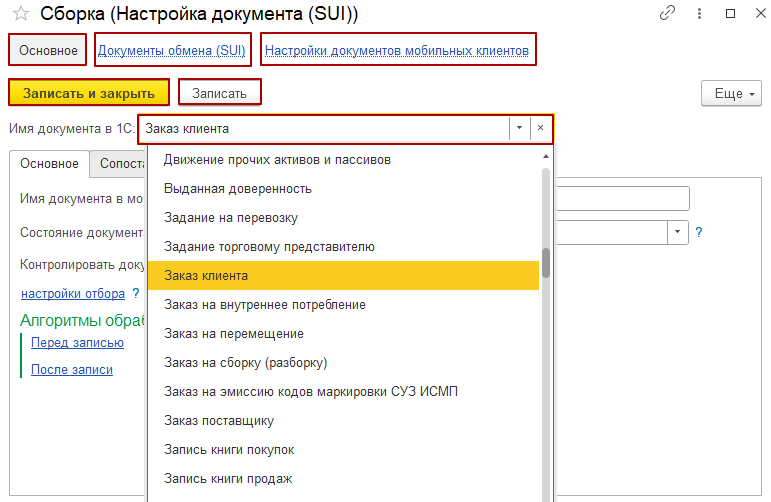 Сборка (Настройка документа (SUI))
Основное Документы обмена (SUI) Настройки документов мобильных клиентов
Записать и закрыть Записать Еще
Имя документа в 1С: Заказ клиента
Основное Сопоста
Движение прочих активов и пассивов
Выданная доверенность
Имя документа в мо
Задание на перевозку
Состояние документа ?
Задание торговому представителю
Контролировать доку
Заказ клиента
настройки отбора ?
Заказ на внутреннее потребление
Алгоритмы обраб
Заказ на перемещение
Перед записью
Заказ на сборку (разборку)
После записи
Заказ на эмиссию кодов маркировки СУЗ ИСМП
Заказ поставщику
Запись книги покупок
Запись книги продаж